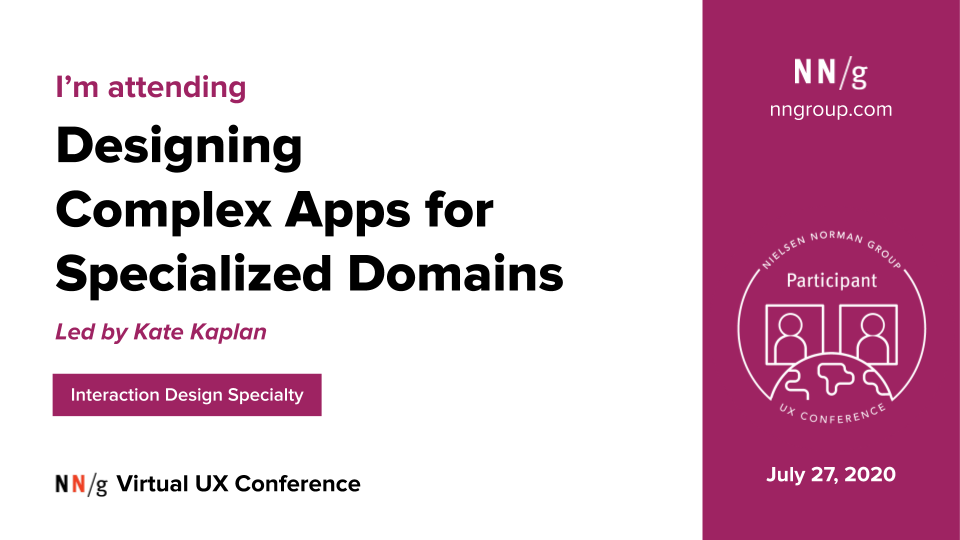 I'm attending
Designing
Complex Apps for
Specialized Domains
Led by Kate Kaplan
Interaction Design Specialty
NN/g Virtual UX Conference
NN/g
nngroup.com
NIELSEN NORMAN GROUP
Participant
UX CONFERENCE
July 27, 2020